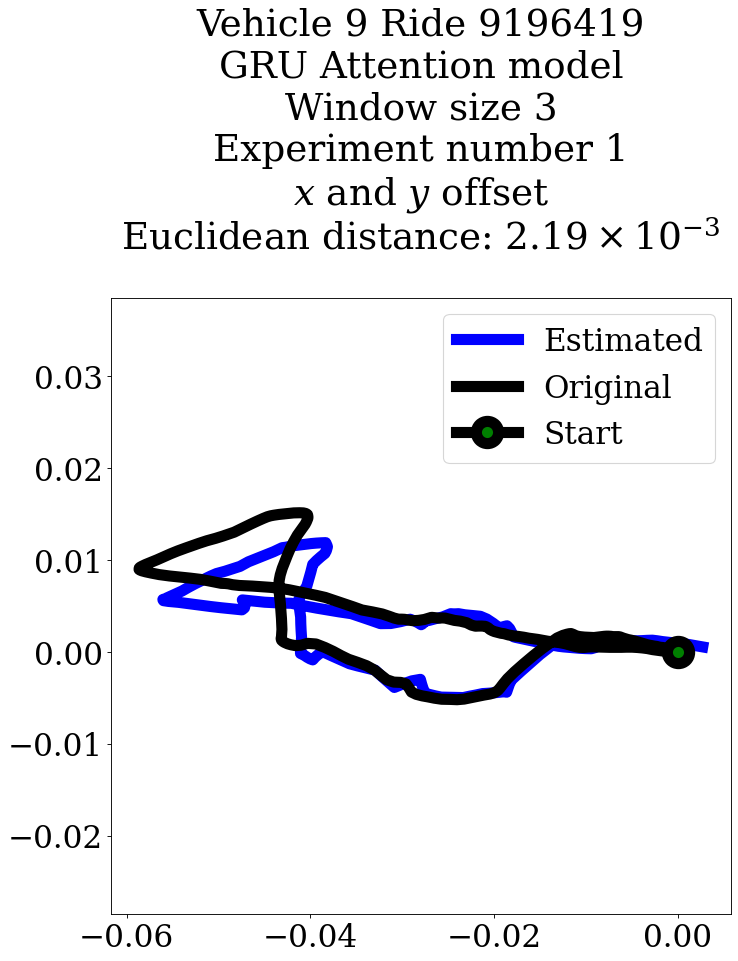 Vehicle 9 Ride 9196419
GRU Attention model
Window size 3
Experiment number 1
x and y offset
Euclidean distance: 2.19 × 10⁻³
Estimated
Original
Start
0.03
0.02
0.01
0.00
−0.01
−0.02
−0.06
−0.04
−0.02
0.00